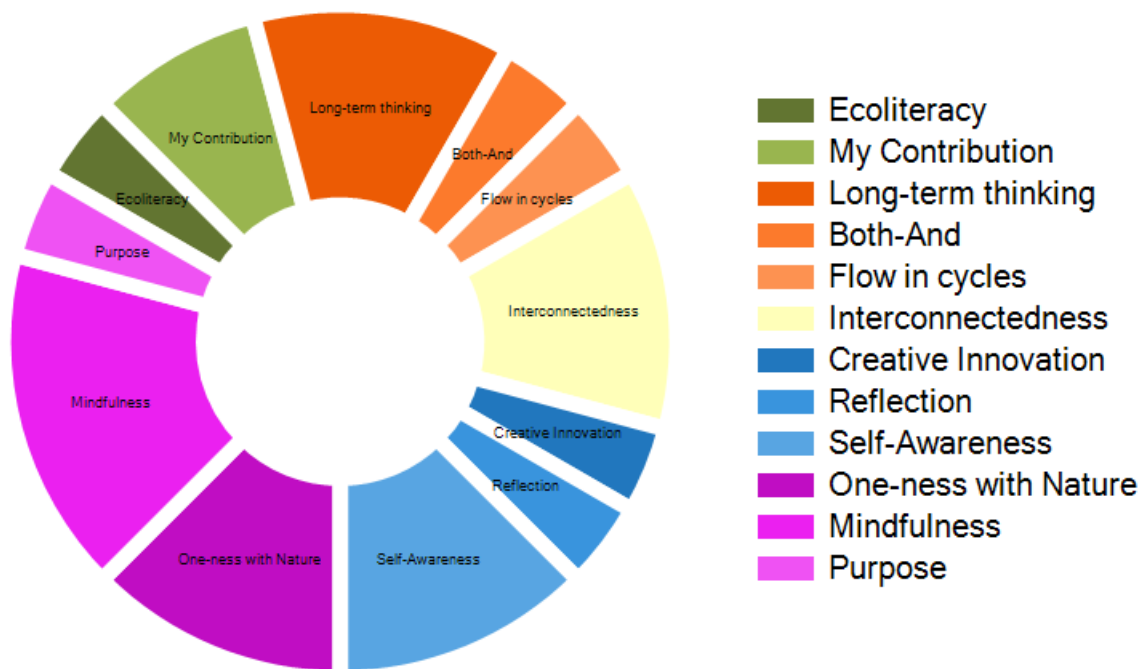 Long-term thinking
My Contribution
Both-And
Ecoliteracy
Flow in cycles
Purpose
Interconnectedness
Mindfulness
Creative Innovation
Reflection
One-ness with Nature
Self-Awareness
Ecoliteracy
My Contribution
Long-term thinking
Both-And
Flow in cycles
Interconnectedness
Creative Innovation
Reflection
Self-Awareness
One-ness with Nature
Mindfulness
Purpose